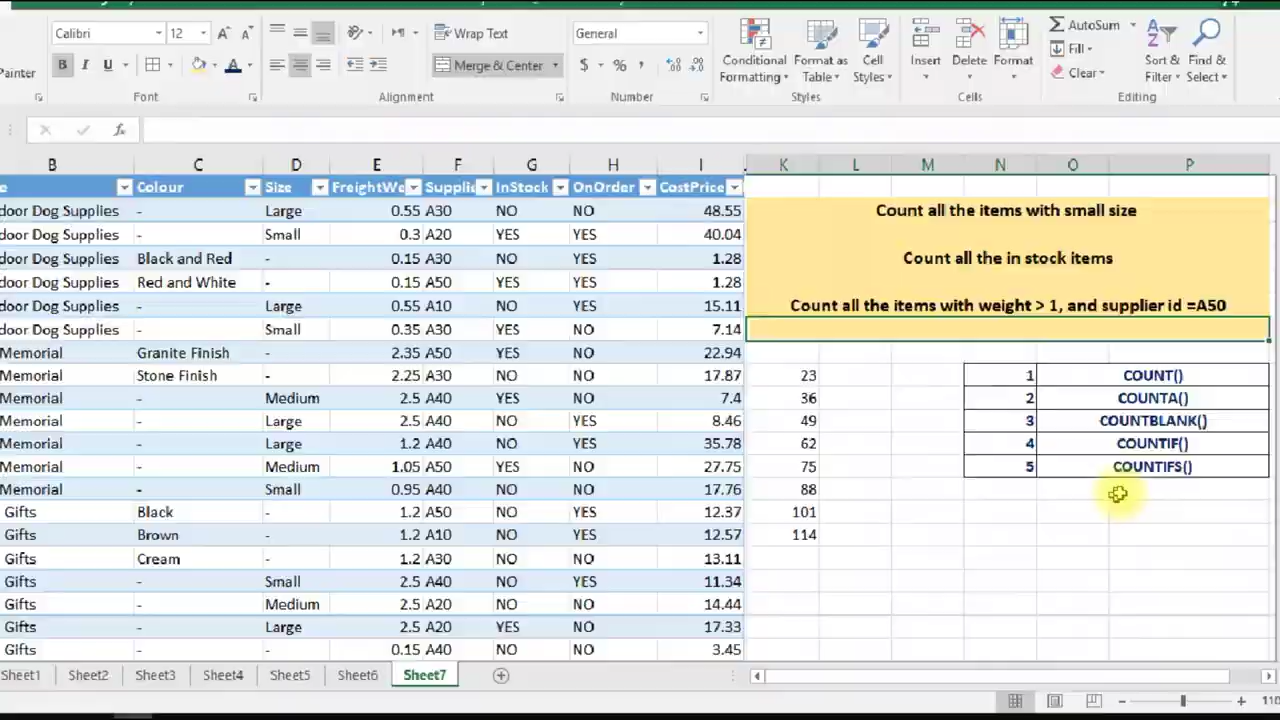 Calibri 12 Wrap Text General AutoSum
Painter B I U Merge & Center $ % , Conditional Formatting Format as Table Cell Styles Insert Delete Format Fill Clear Sort & Filter Find & Select
Font Alignment Number Styles Cells Editing
fx
B C D E F G H I K L M N O P
e Colour Size FreightWe Supplie InStock OnOrder CostPrice
door Dog Supplies - Large 0.55 A30 NO NO 48.55 Count all the items with small size
door Dog Supplies - Small 0.3 A20 YES YES 40.04
door Dog Supplies Black and Red - 0.15 A30 NO YES 1.28 Count all the in stock items
door Dog Supplies Red and White - 0.15 A50 YES YES 1.28
door Dog Supplies - Large 0.55 A10 NO YES 15.11 Count all the items with weight > 1, and supplier id =A50
door Dog Supplies - Small 0.35 A30 NO YES 7.14
Memorial Granite Finish - 2.35 A50 YES NO 22.94
Memorial Stone Finish - 2.25 A30 NO NO 17.87 23 1 COUNT()
Memorial - Medium 2.5 A40 YES NO 7.4 36 2 COUNTA()
Memorial - Large 2.5 A40 NO YES 8.46 49 3 COUNTBLANK()
Memorial - Large 1.2 A40 YES YES 35.78 62 4 COUNTIF()
Memorial - Medium 1.05 A50 YES NO 27.75 75 5 COUNTIFS()
Memorial - Small 0.95 A40 NO NO 17.76 88
Gifts Black - 1.2 A50 NO YES 12.37 101
Gifts Brown - 1.2 A10 NO YES 12.57 114
Gifts Cream - 1.2 A30 NO NO 13.11
Gifts - Small 2.5 A40 NO YES 11.34
Gifts - Medium 2.5 A20 NO NO 14.44
Gifts - Large 2.5 A20 YES NO 17.33
Gifts - - 0.15 A40 NO NO 3.45
Sheet1 Sheet2 Sheet3 Sheet4 Sheet5 Sheet6 Sheet7
110